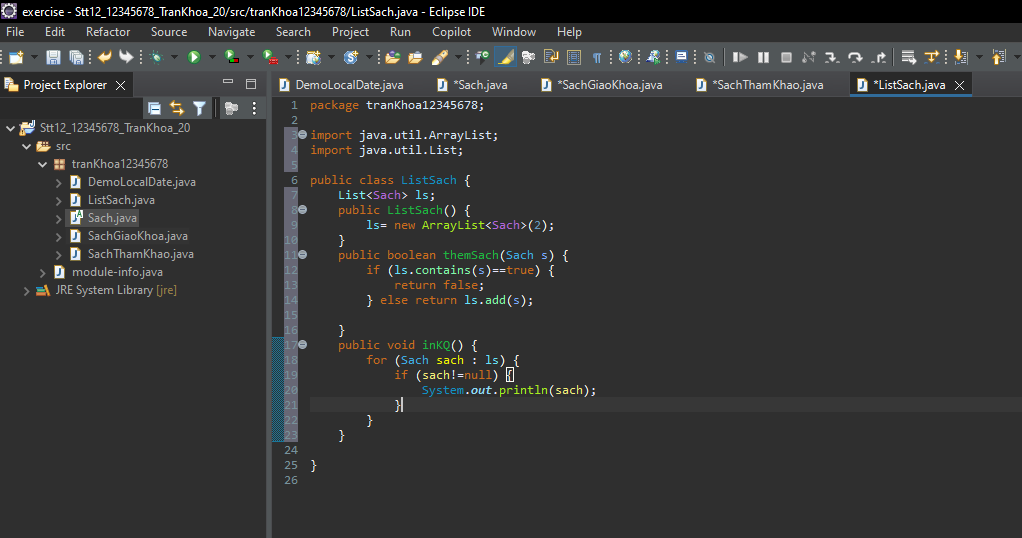 exercise - Stt12_12345678_TranKhoa_20/src/tranKhoa12345678/ListSach.java - Eclipse IDE
File Edit Refactor Source Navigate Search Project Run Copilot Window Help
Project Explorer
DemoLocalDate.java *Sach.java *SachGiaoKhoa.java *SachThamKhao.java *ListSach.java
Stt12_12345678_TranKhoa_20
src
tranKhoa12345678
DemoLocalDate.java
ListSach.java
Sach.java
SachGiaoKhoa.java
SachThamKhao.java
module-info.java
JRE System Library [jre]
1 package tranKhoa12345678;
2
3 import java.util.ArrayList;
4 import java.util.List;
5
6 public class ListSach {
7 List<Sach> ls;
8 public ListSach() {
9 ls= new ArrayList<Sach>(2);
10 }
11 public boolean themSach(Sach s) {
12 if (ls.contains(s)==true) {
13 return false;
14 } else return ls.add(s);
15
16 }
17 public void inKQ() {
18 for (Sach sach : ls) {
19 if (sach!=null) {
20 System.out.println(sach);
21 }
22 }
23 }
24
25 }
26